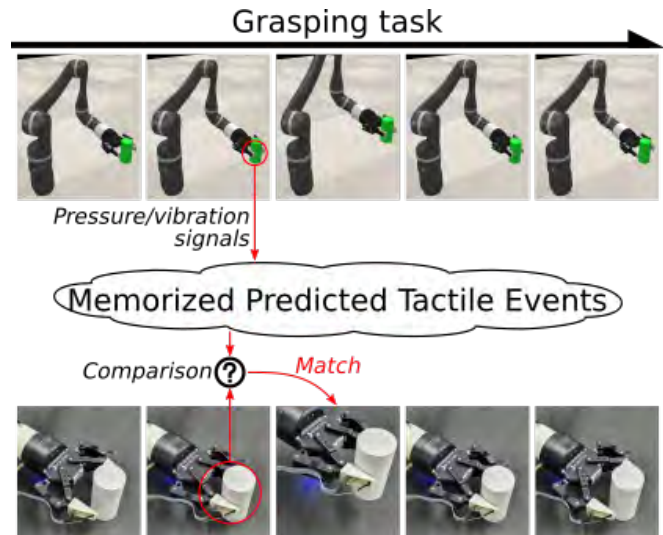 Grasping task
Pressure/vibration
signals
Memorized Predicted Tactile Events
Comparison
?
Match